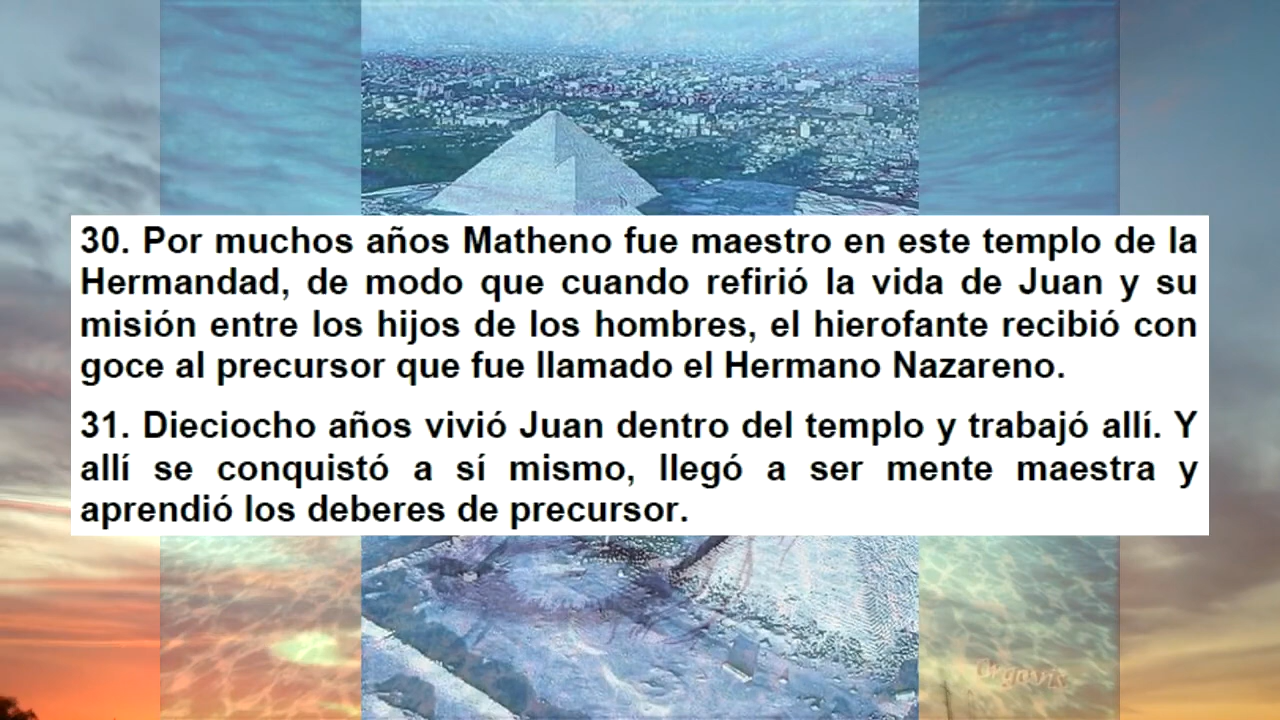 30. Por muchos años Matheno fue maestro en este templo de la
Hermandad, de modo que cuando refirió la vida de Juan y su
misión entre los hijos de los hombres, el hierofante recibió con
goce al precursor que fue llamado el Hermano Nazareno.
31. Dieciocho años vivió Juan dentro del templo y trabajó allí. Y
allí se conquistó a sí mismo, llegó a ser mente maestra y
aprendió los deberes de precursor.